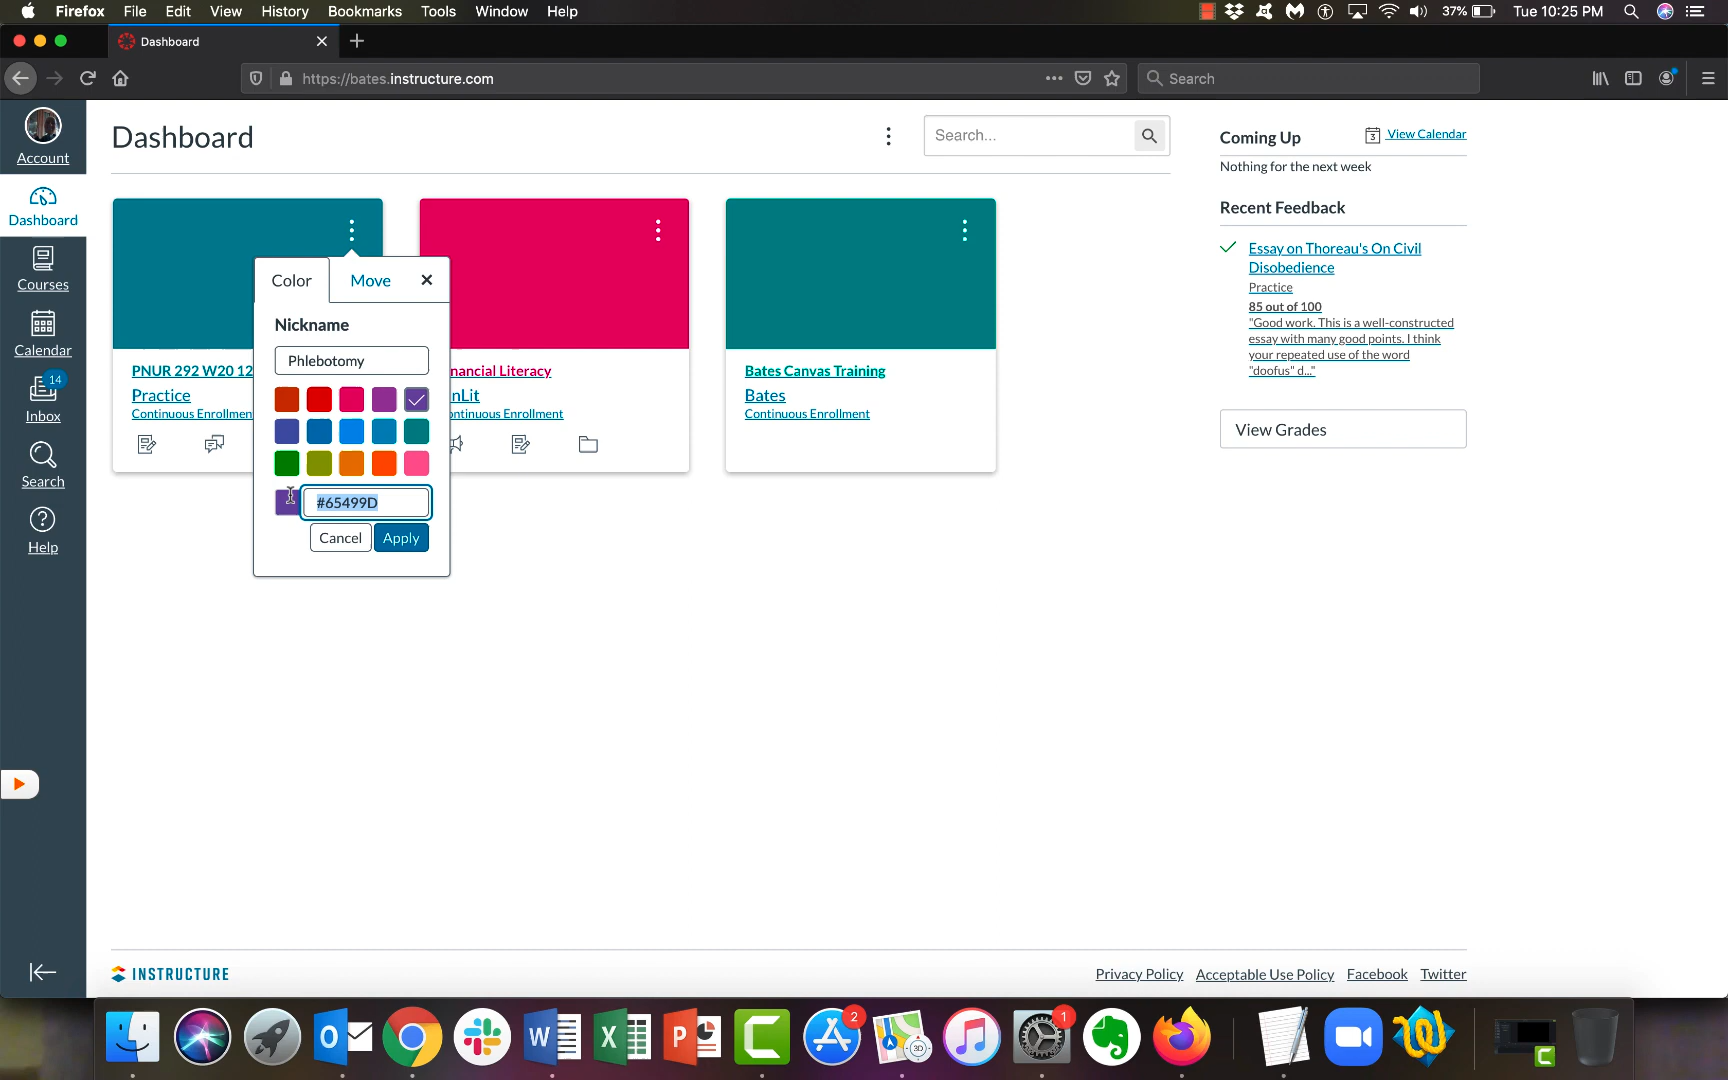 Firefox File Edit View History Bookmarks Tools Window Help 37% Tue 10:25 PM
Dashboard
https://bates.instructure.com
Search
Account
Dashboard
Courses
Calendar
14
Inbox
Search
Help
Dashboard
Search...
PNUR 292 W20 12
Practice
Continuous Enrollmen
Color Move
Nickname
Phlebotomy
#65499D
Cancel Apply
nancial Literacy
nLit
ontinuous Enrollment
Bates Canvas Training
Bates
Continuous Enrollment
Coming Up
3 View Calendar
Nothing for the next week
Recent Feedback
Essay on Thoreau's On Civil
Disobedience
Practice
85 out of 100
"Good work. This is a well-constructed
essay with many good points. I think
your repeated use of the word
"doofus" d..."
View Grades
INSTRUCTURE
Privacy Policy Acceptable Use Policy Facebook Twitter
2
3D
1